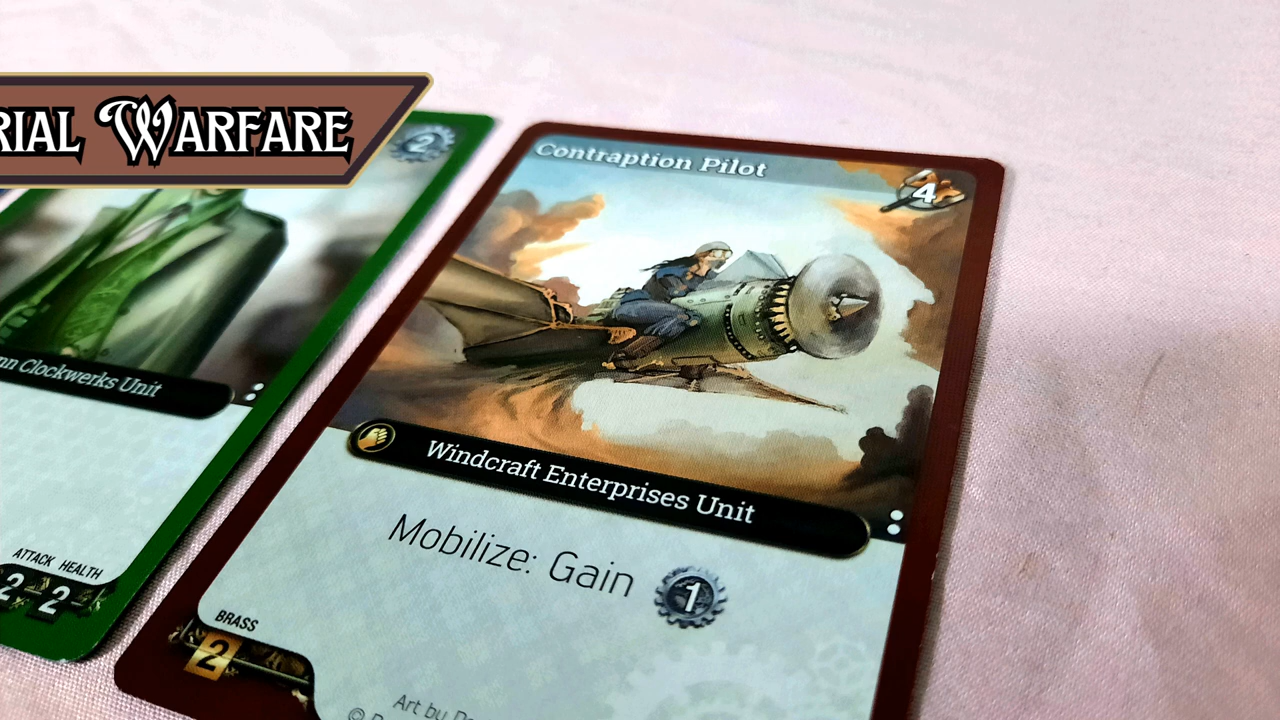 RIAL WARFARE
2
nn Clockwerks Unit
ATTACK HEALTH
2 2
Contraption Pilot
4
Windcraft Enterprises Unit
Mobilize: Gain 1
BRASS
2
Art by
©